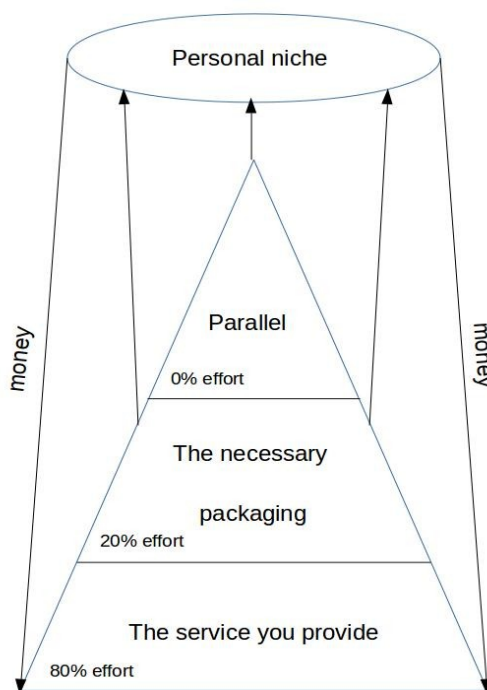 Personal niche
money
money
Parallel
0% effort
The necessary
packaging
20% effort
The service you provide
80% effort